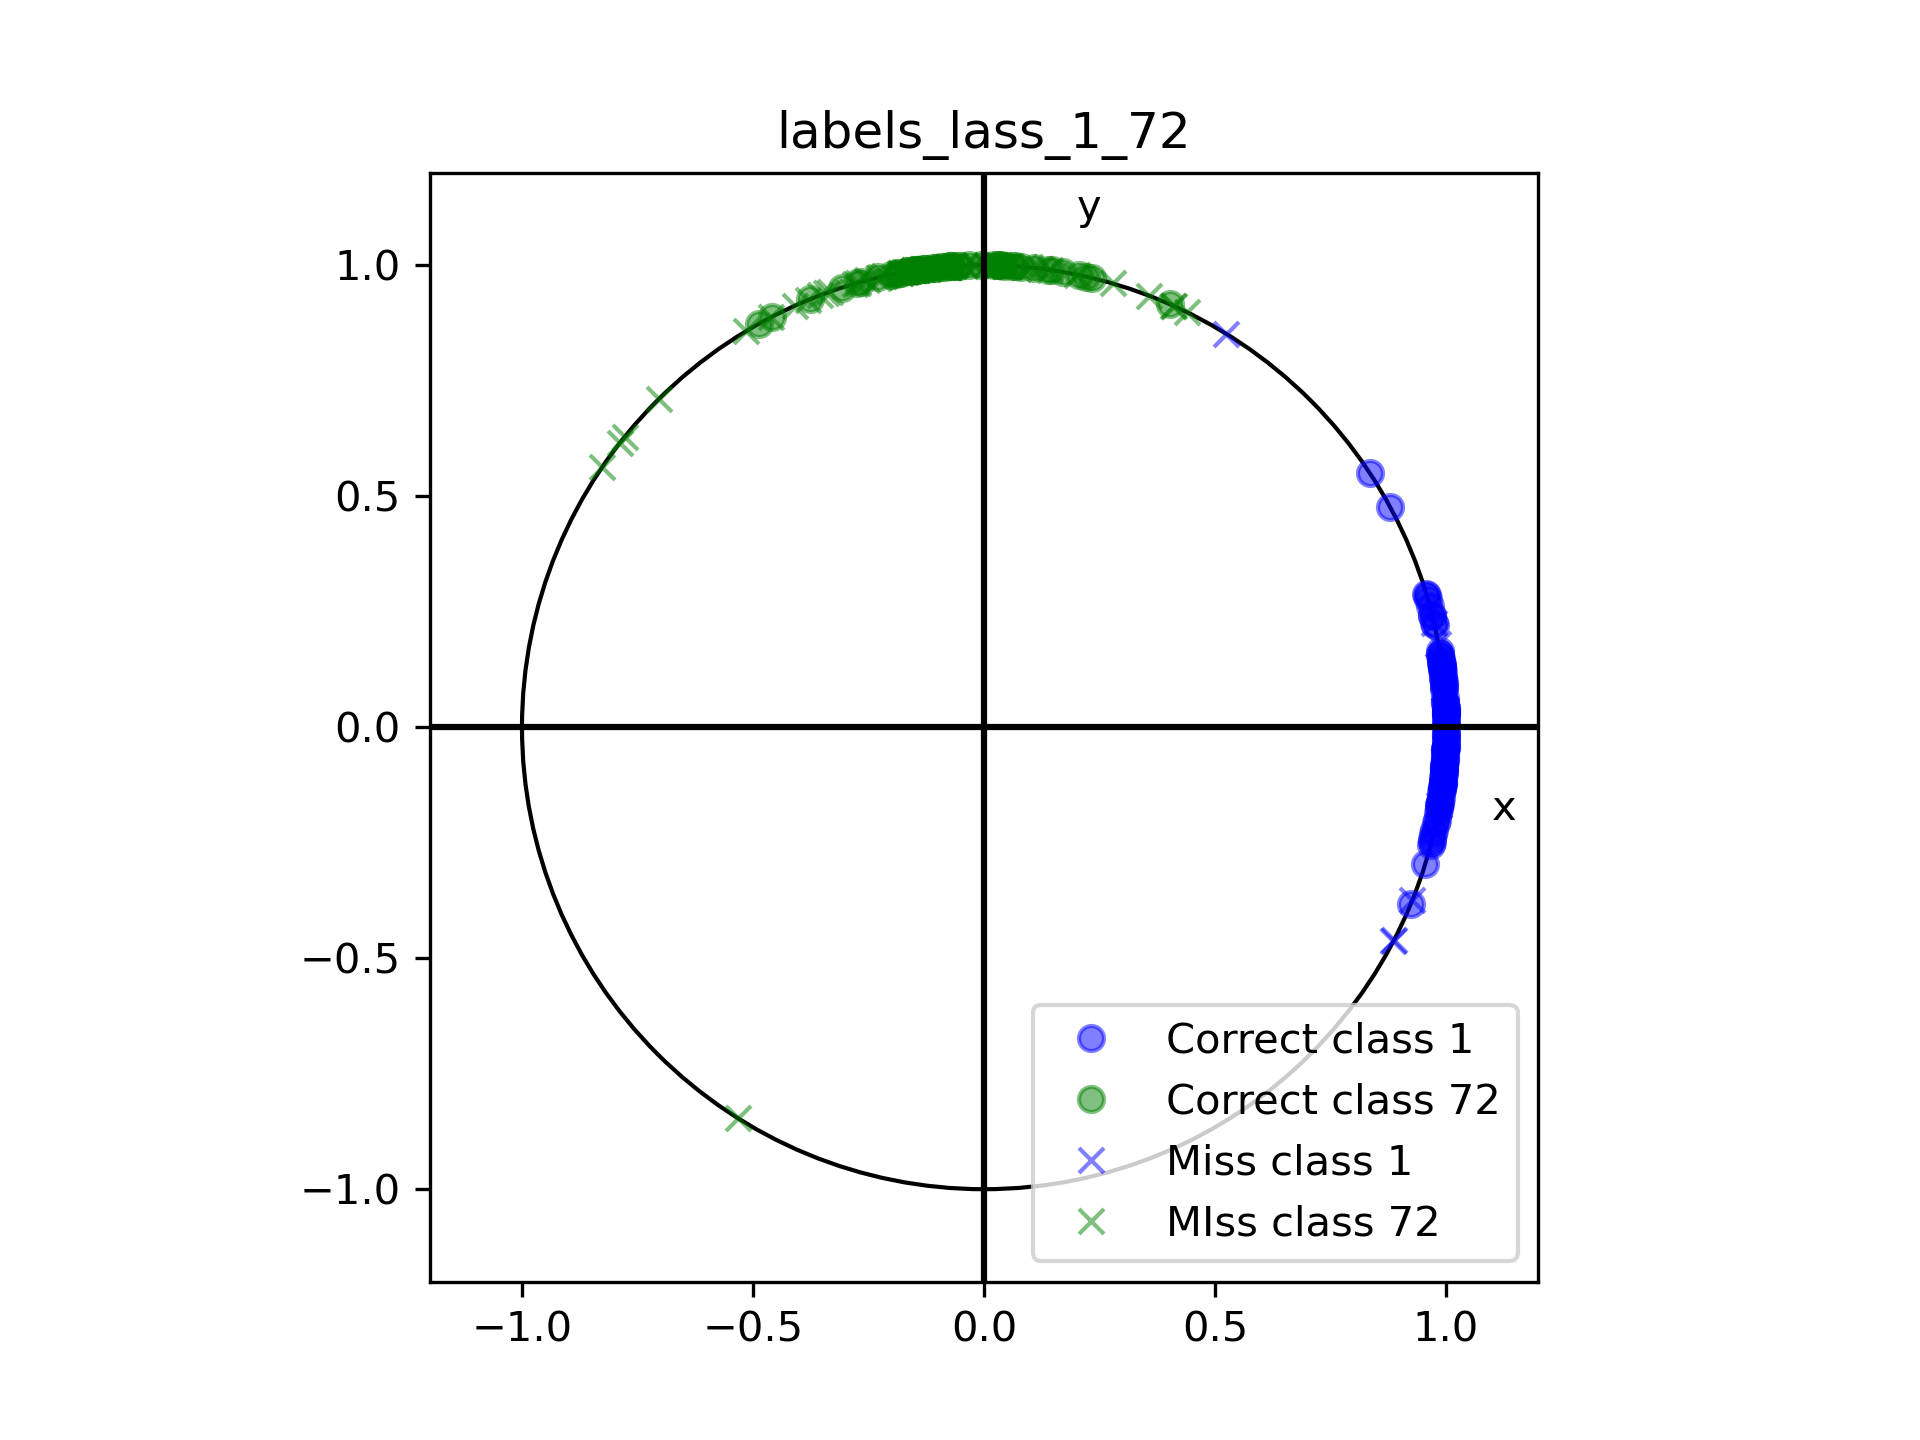 labels_lass_1_72
y
1.0
0.5
0.0
x
−0.5
−1.0
Correct class 1
Correct class 72
Miss class 1
MIss class 72
−1.0 −0.5 0.0 0.5 1.0